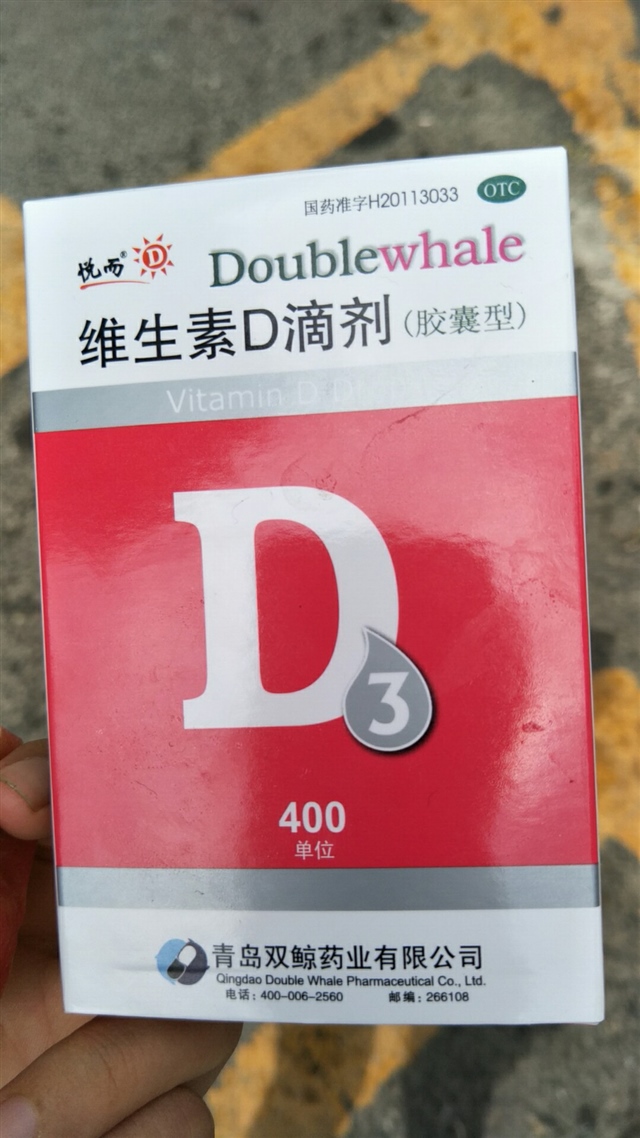 国药准字H20113033 OTC
悦而® D
Doublewhale
维生素D滴剂(胶囊型)
Vitamin D
D3
400
单位
青岛双鲸药业有限公司
Qingdao Double Whale Pharmaceutical Co., Ltd.
电话:400-006-2560 邮编:266108